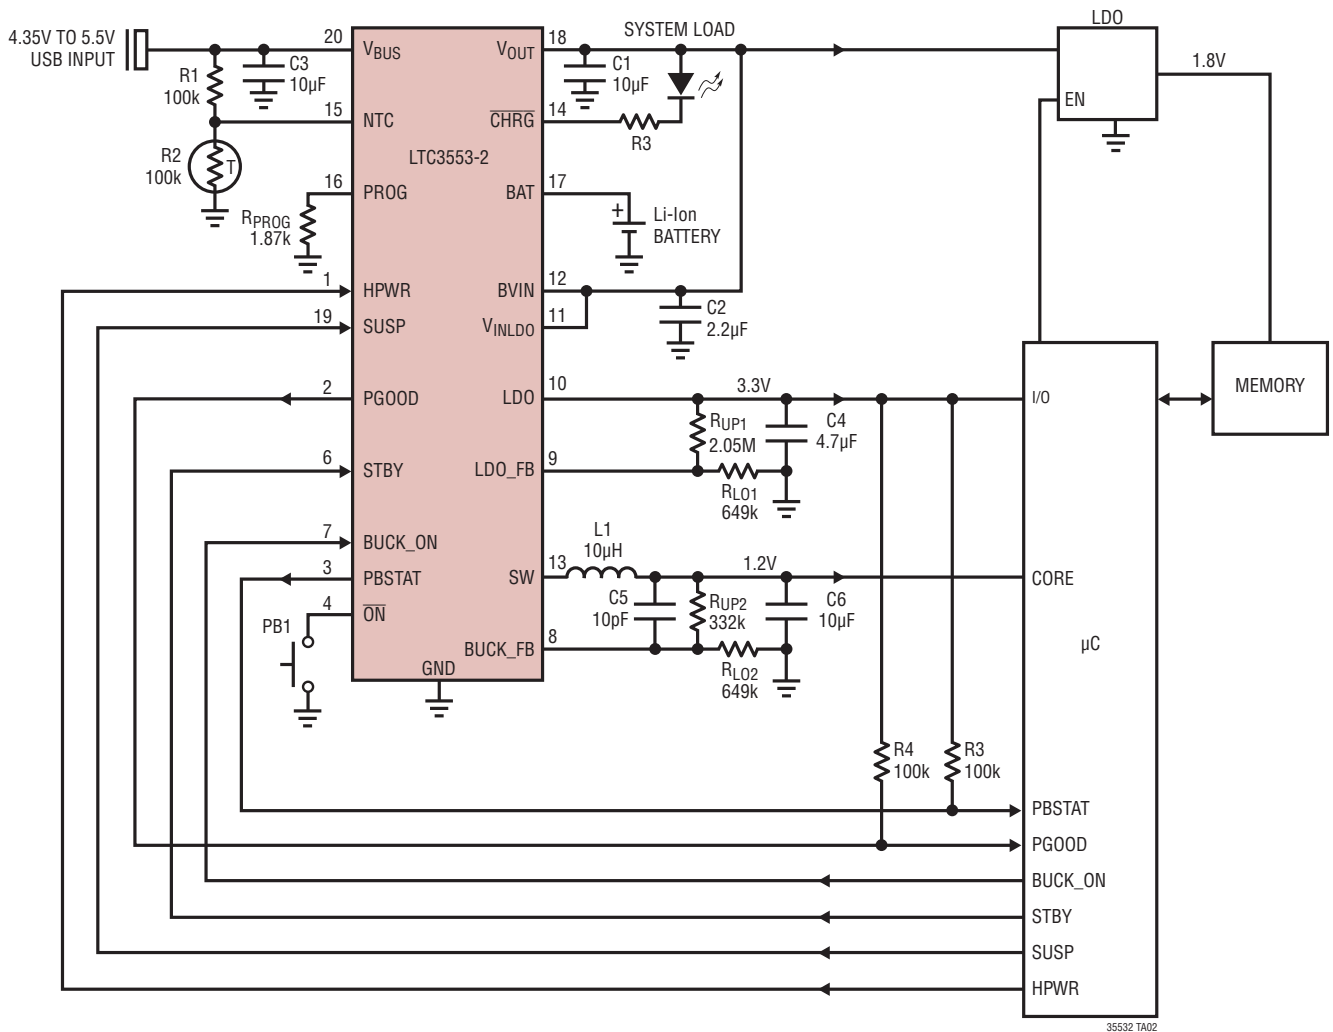 4.35V TO 5.5V
USB INPUT
R1
100k
R2
100k
T
C3
10µF
RPROG
1.87k
20
15
16
1
19
2
6
7
3
4
PB1
VBUS
NTC
PROG
HPWR
SUSP
PGOOD
STBY
BUCK_ON
PBSTAT
ON
LTC3553-2
GND
VOUT
CHRG
BAT
BVIN
VINLDO
LDO
LDO_FB
SW
BUCK_FB
18
14
17
12
11
10
9
13
8
SYSTEM LOAD
C1
10µF
R3
+
Li-Ion
BATTERY
C2
2.2µF
3.3V
RUP1
2.05M
C4
4.7µF
RLO1
649k
L1
10µH
1.2V
C5
10pF
RUP2
332k
C6
10µF
RLO2
649k
R4
100k
R3
100k
LDO
EN
1.8V
MEMORY
I/O
CORE
µC
PBSTAT
PGOOD
BUCK_ON
STBY
SUSP
HPWR
35532 TA02